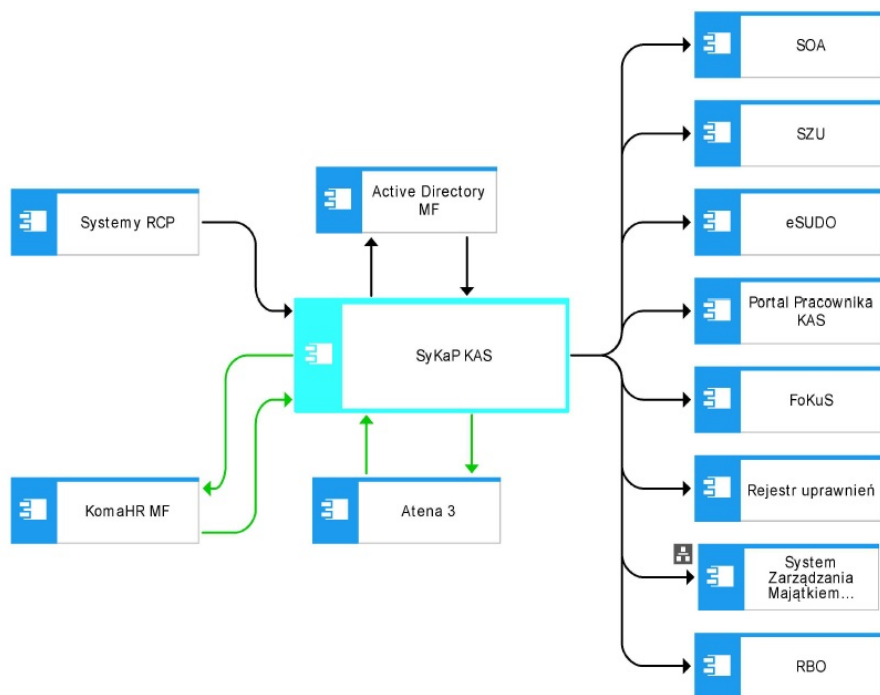 SOA
SZU
Active Directory
MF
Systemy RCP
eSUDO
Portal Pracownika
KAS
SyKaP KAS
FoKuS
KomaHR MF
Atena 3
Rejestr uprawnień
System
Zarządzania
Majątkiem...
RBO